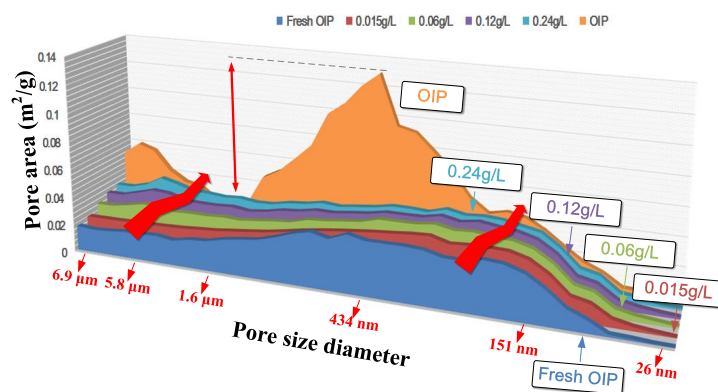 Fresh OIP 0.015g/L 0.06g/L 0.12g/L 0.24g/L OIP
Pore area (m²/g)
0.14
0.12
0.1
0.08
0.06
0.04
0.02
0
OIP
0.24g/L
0.12g/L
0.06g/L
0.015g/L
Fresh OIP
6.9 μm
5.8 μm
1.6 μm
434 nm
151 nm
26 nm
Pore size diameter